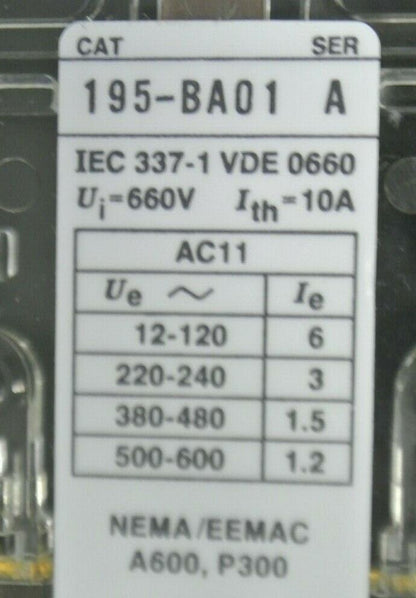 CAT SER
195-BA01 A
IEC 337-1 VDE 0660
Ui=660V Ith=10A
AC11
Ue ~ Ie
12-120 6
220-240 3
380-480 1.5
500-600 1.2
NEMA/EEMAC
A600, P300